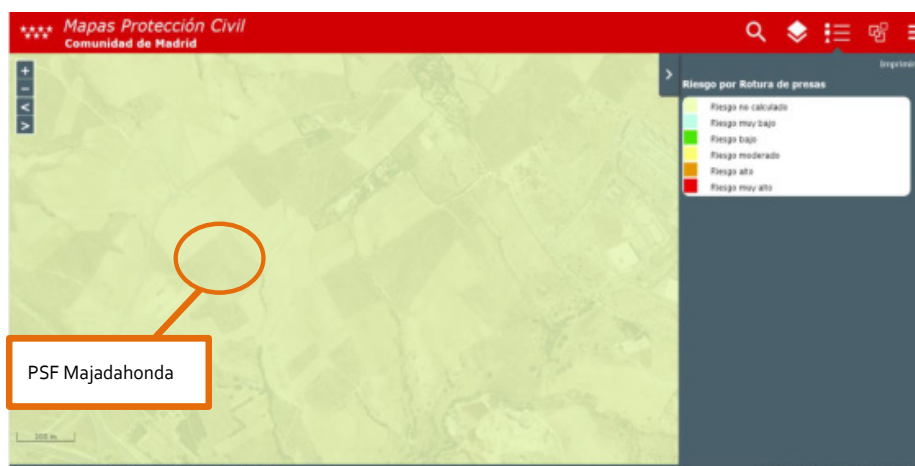 Mapas Protección Civil
Comunidad de Madrid
Imprimir
Riesgo por Rotura de presas
Riesgo no calculado
Riesgo muy bajo
Riesgo bajo
Riesgo moderado
Riesgo alto
Riesgo muy alto
PSF Majadahonda